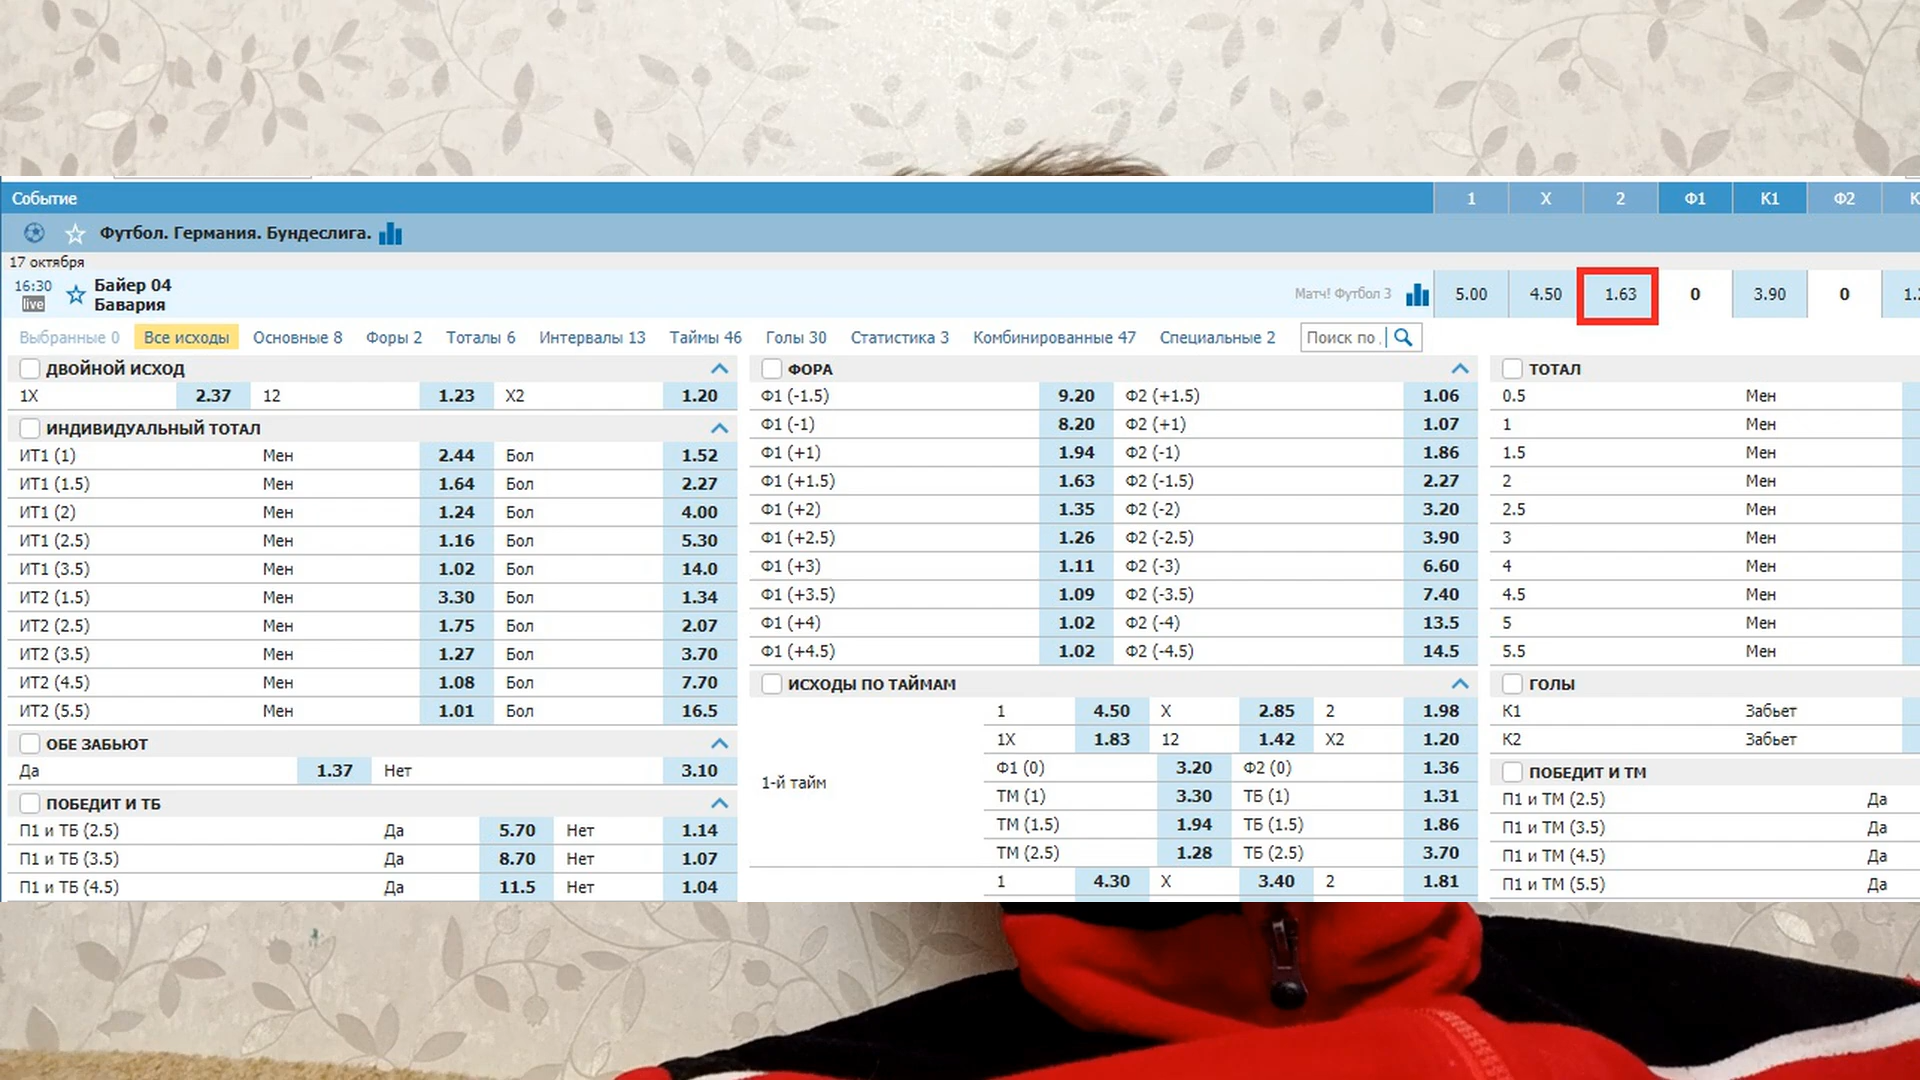 Событие 1 X 2 Ф1 К1 Ф2
Футбол. Германия. Бундеслига.
17 октября
16:30 Байер 04
live Бавария Матч! Футбол 3 5.00 4.50 1.63 0 3.90 0
Выбранные 0 Все исходы Основные 8 Форы 2 Тоталы 6 Интервалы 13 Таймы 46 Голы 30 Статистика 3 Комбинированные 47 Специальные 2 Поиск по
ДВОЙНОЙ ИСХОД
1X 2.37 12 1.23 X2 1.20
ИНДИВИДУАЛЬНЫЙ ТОТАЛ
ИТ1 (1) Мен 2.44 Бол 1.52
ИТ1 (1.5) Мен 1.64 Бол 2.27
ИТ1 (2) Мен 1.24 Бол 4.00
ИТ1 (2.5) Мен 1.16 Бол 5.30
ИТ1 (3.5) Мен 1.02 Бол 14.0
ИТ2 (1.5) Мен 3.30 Бол 1.34
ИТ2 (2.5) Мен 1.75 Бол 2.07
ИТ2 (3.5) Мен 1.27 Бол 3.70
ИТ2 (4.5) Мен 1.08 Бол 7.70
ИТ2 (5.5) Мен 1.01 Бол 16.5
ОБЕ ЗАБЬЮТ
Да 1.37 Нет 3.10
ПОБЕДИТ И ТБ
П1 и ТБ (2.5) Да 5.70 Нет 1.14
П1 и ТБ (3.5) Да 8.70 Нет 1.07
П1 и ТБ (4.5) Да 11.5 Нет 1.04
ФОРА
Ф1 (-1.5) 9.20 Ф2 (+1.5) 1.06
Ф1 (-1) 8.20 Ф2 (+1) 1.07
Ф1 (+1) 1.94 Ф2 (-1) 1.86
Ф1 (+1.5) 1.63 Ф2 (-1.5) 2.27
Ф1 (+2) 1.35 Ф2 (-2) 3.20
Ф1 (+2.5) 1.26 Ф2 (-2.5) 3.90
Ф1 (+3) 1.11 Ф2 (-3) 6.60
Ф1 (+3.5) 1.09 Ф2 (-3.5) 7.40
Ф1 (+4) 1.02 Ф2 (-4) 13.5
Ф1 (+4.5) 1.02 Ф2 (-4.5) 14.5
ИСХОДЫ ПО ТАЙМАМ
1-й тайм
1 4.50 X 2.85 2 1.98
1X 1.83 12 1.42 X2 1.20
Ф1 (0) 3.20 Ф2 (0) 1.36
ТМ (1) 3.30 ТБ (1) 1.31
ТМ (1.5) 1.94 ТБ (1.5) 1.86
ТМ (2.5) 1.28 ТБ (2.5) 3.70
1 4.30 X 3.40 2 1.81
ТОТАЛ
0.5 Мен
1 Мен
1.5 Мен
2 Мен
2.5 Мен
3 Мен
4 Мен
4.5 Мен
5 Мен
5.5 Мен
ГОЛЫ
К1 Забьет
К2 Забьет
ПОБЕДИТ И ТМ
П1 и ТМ (2.5) Да
П1 и ТМ (3.5) Да
П1 и ТМ (4.5) Да
П1 и ТМ (5.5) Да